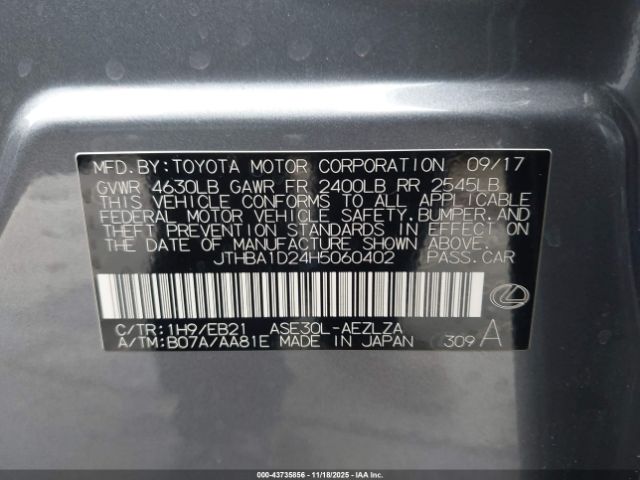 MFD.BY:TOYOTA MOTOR CORPORATION 09/17
GVWR 4630LB GAWR FR 2400LB RR 2545LB
THIS VEHICLE CONFORMS TO ALL APPLICABLE
FEDERAL MOTOR VEHICLE SAFETY,BUMPER,AND
THEFT PREVENTION STANDARDS IN EFFECT ON
THE DATE OF MANUFACTURE SHOWN ABOVE.
JTHBA1D24H5060402 PASS.CAR
C/TR:1H9/EB21 ASE30L-AEZLZA
A/TM:B07A/AA81E MADE IN JAPAN 309 A
000-43735856 - 11/18/2025 - IAA Inc.